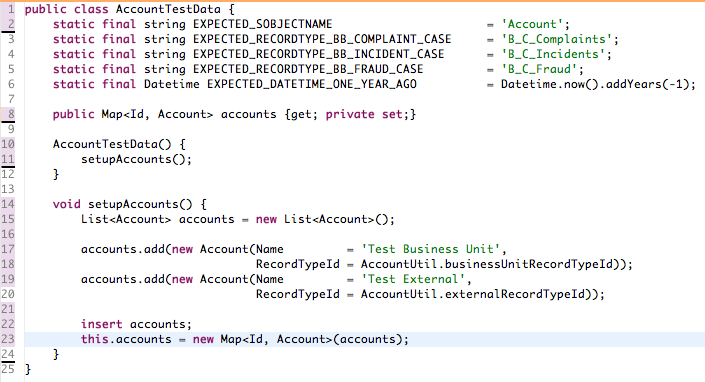 1 public class AccountTestData {
2     static final string EXPECTED_SOBJECTNAME                      = 'Account';
3     static final string EXPECTED_RECORDTYPE_BB_COMPLAINT_CASE     = 'B_C_Complaints';
4     static final string EXPECTED_RECORDTYPE_BB_INCIDENT_CASE      = 'B_C_Incidents';
5     static final string EXPECTED_RECORDTYPE_BB_FRAUD_CASE         = 'B_C_Fraud';
6     static final Datetime EXPECTED_DATETIME_ONE_YEAR_AGO          = Datetime.now().addYears(-1);
7
8     public Map<Id, Account> accounts {get; private set;}
9
10     AccountTestData() {
11         setupAccounts();
12     }
13
14     void setupAccounts() {
15         List<Account> accounts = new List<Account>();
16
17         accounts.add(new Account(Name         = 'Test Business Unit',
18                                  RecordTypeId = AccountUtil.businessUnitRecordTypeId));
19         accounts.add(new Account(Name         = 'Test External',
20                                  RecordTypeId = AccountUtil.externalRecordTypeId));
21
22         insert accounts;
23         this.accounts = new Map<Id, Account>(accounts);
24     }
25 }